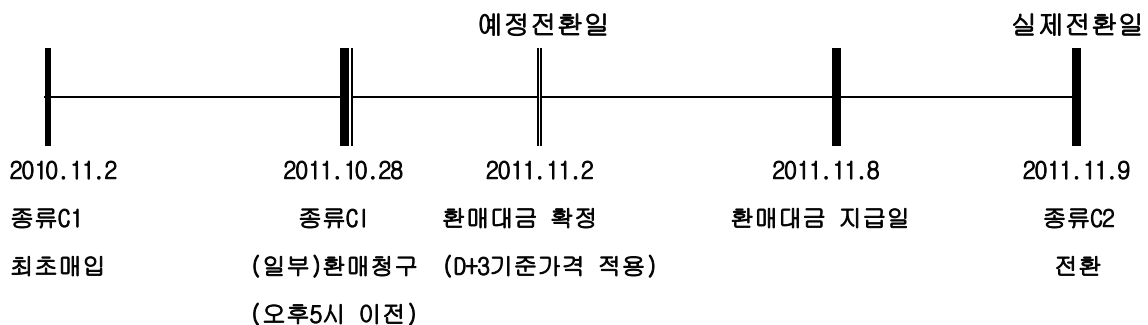 예정전환일 실제전환일
2010.11.2 2011.10.28 2011.11.2 2011.11.8 2011.11.9
종류C1 종류CI 환매대금 확정 환매대금 지급일 종류C2
최초매입 (일부)환매청구 (D+3기준가격 적용) 전환
(오후5시 이전)